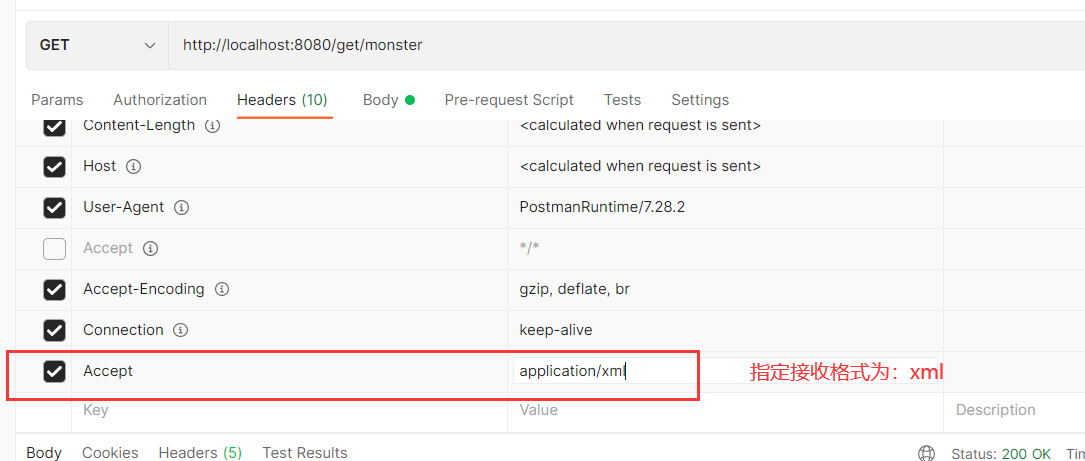 GET http://localhost:8080/get/monster
Params Authorization Headers (10) Body Pre-request Script Tests Settings
Content-Length <calculated when request is sent>
Host <calculated when request is sent>
User-Agent PostmanRuntime/7.28.2
Accept */*
Accept-Encoding gzip, deflate, br
Connection keep-alive
Accept application/xml 指定接收格式为：xml
Key Value Description
Body Cookies Headers (5) Test Results Status: 200 OK